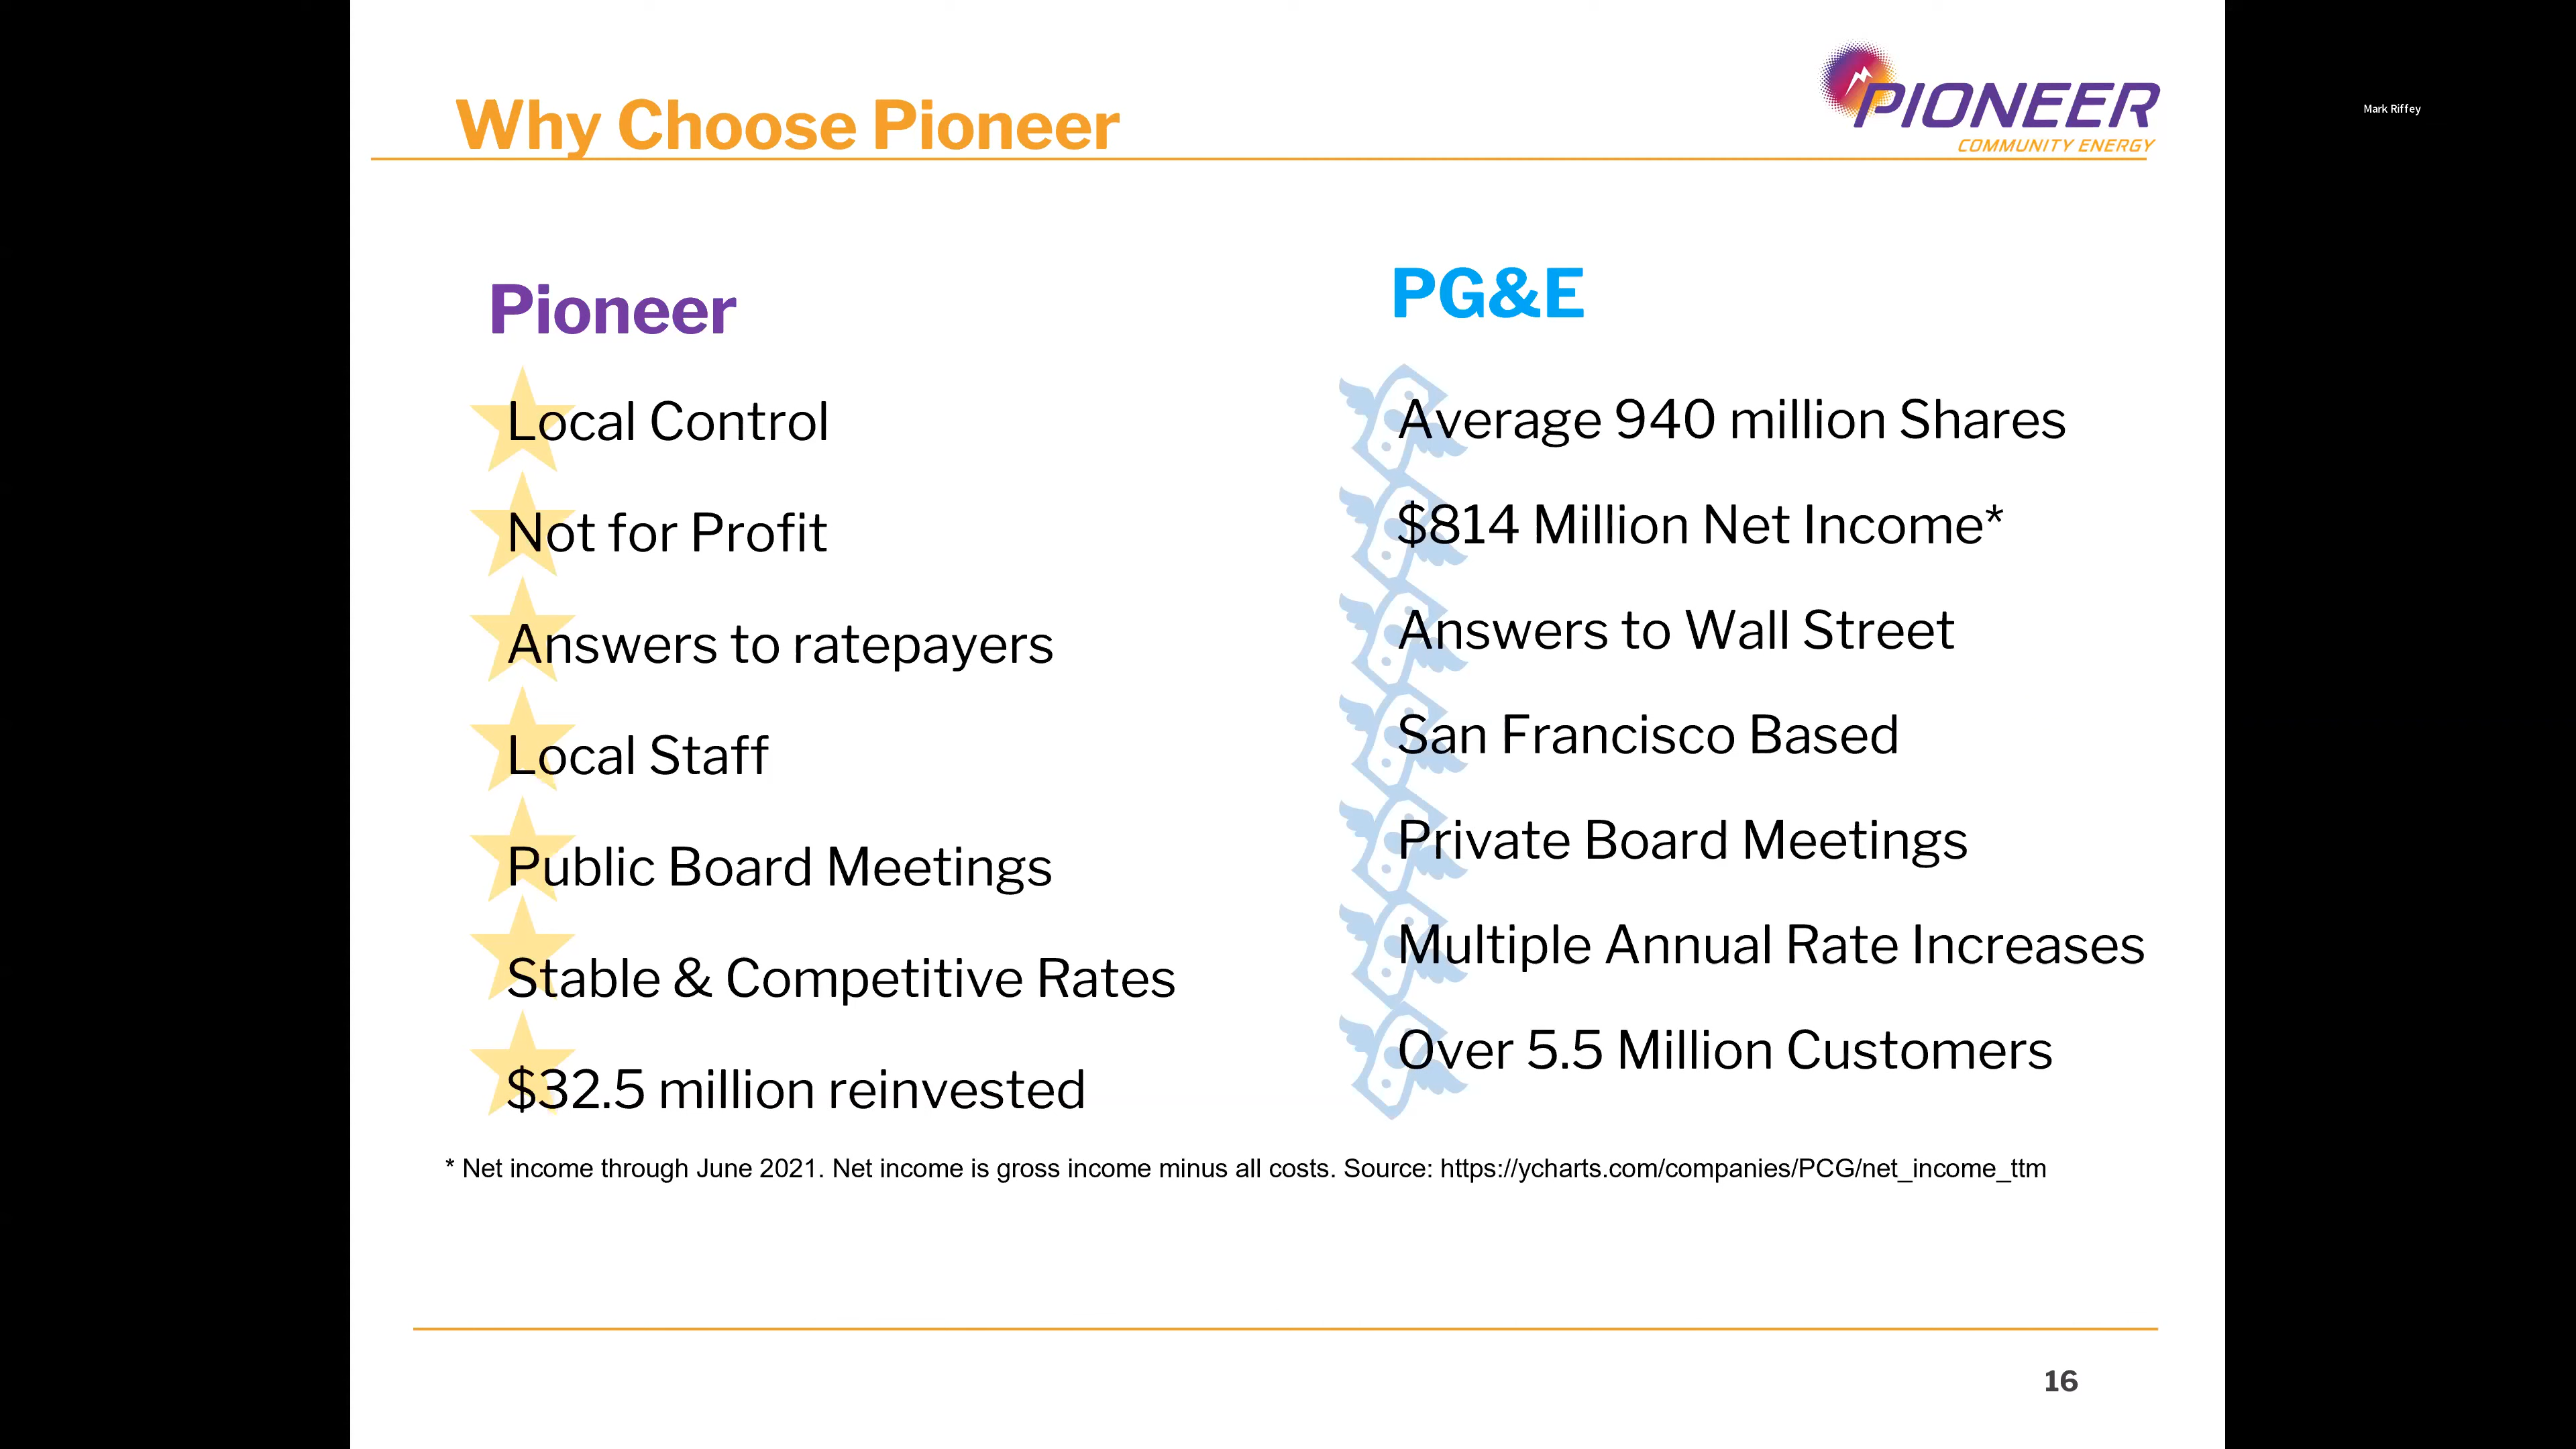 Why Choose Pioneer
PIONEER
COMMUNITY ENERGY
Mark Riffey
Pioneer
Local Control
Not for Profit
Answers to ratepayers
Local Staff
Public Board Meetings
Stable & Competitive Rates
$32.5 million reinvested
PG&E
Average 940 million Shares
$814 Million Net Income*
Answers to Wall Street
San Francisco Based
Private Board Meetings
Multiple Annual Rate Increases
Over 5.5 Million Customers
* Net income through June 2021. Net income is gross income minus all costs. Source: https://ycharts.com/companies/PCG/net_income_ttm
16